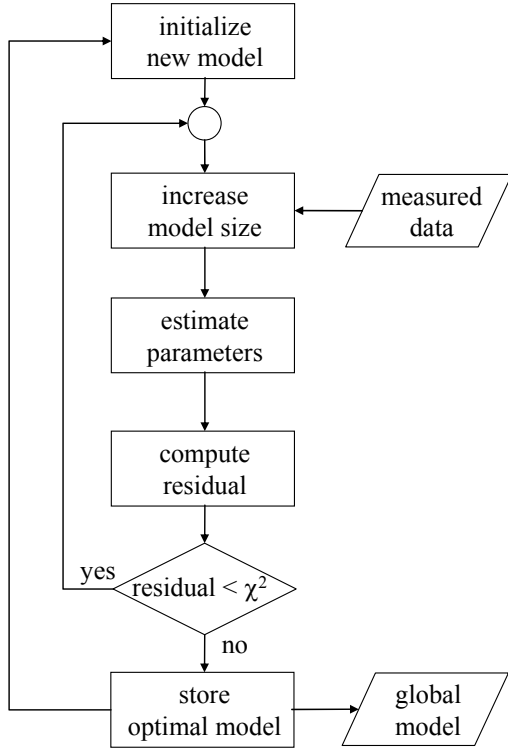 initialize
new model
increase
model size
measured
data
estimate
parameters
compute
residual
yes
residual < χ²
no
store
optimal model
global
model